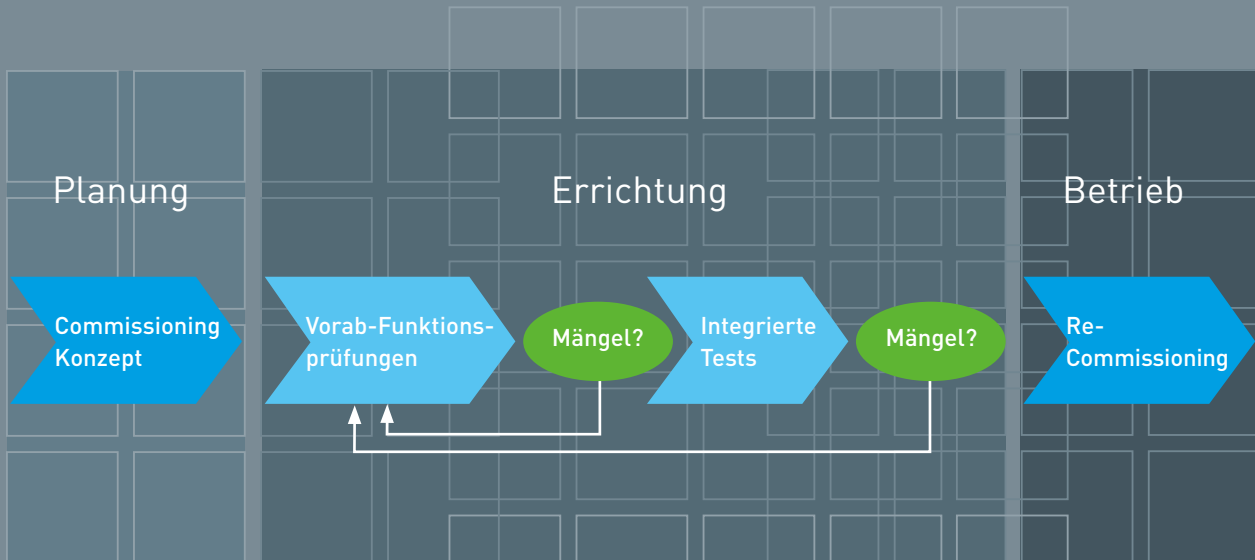 Planung
Errichtung
Betrieb
Commissioning
Konzept
Vorab-Funktions-
prüfungen
Mängel?
Integrierte
Tests
Mängel?
Re-
Commissioning